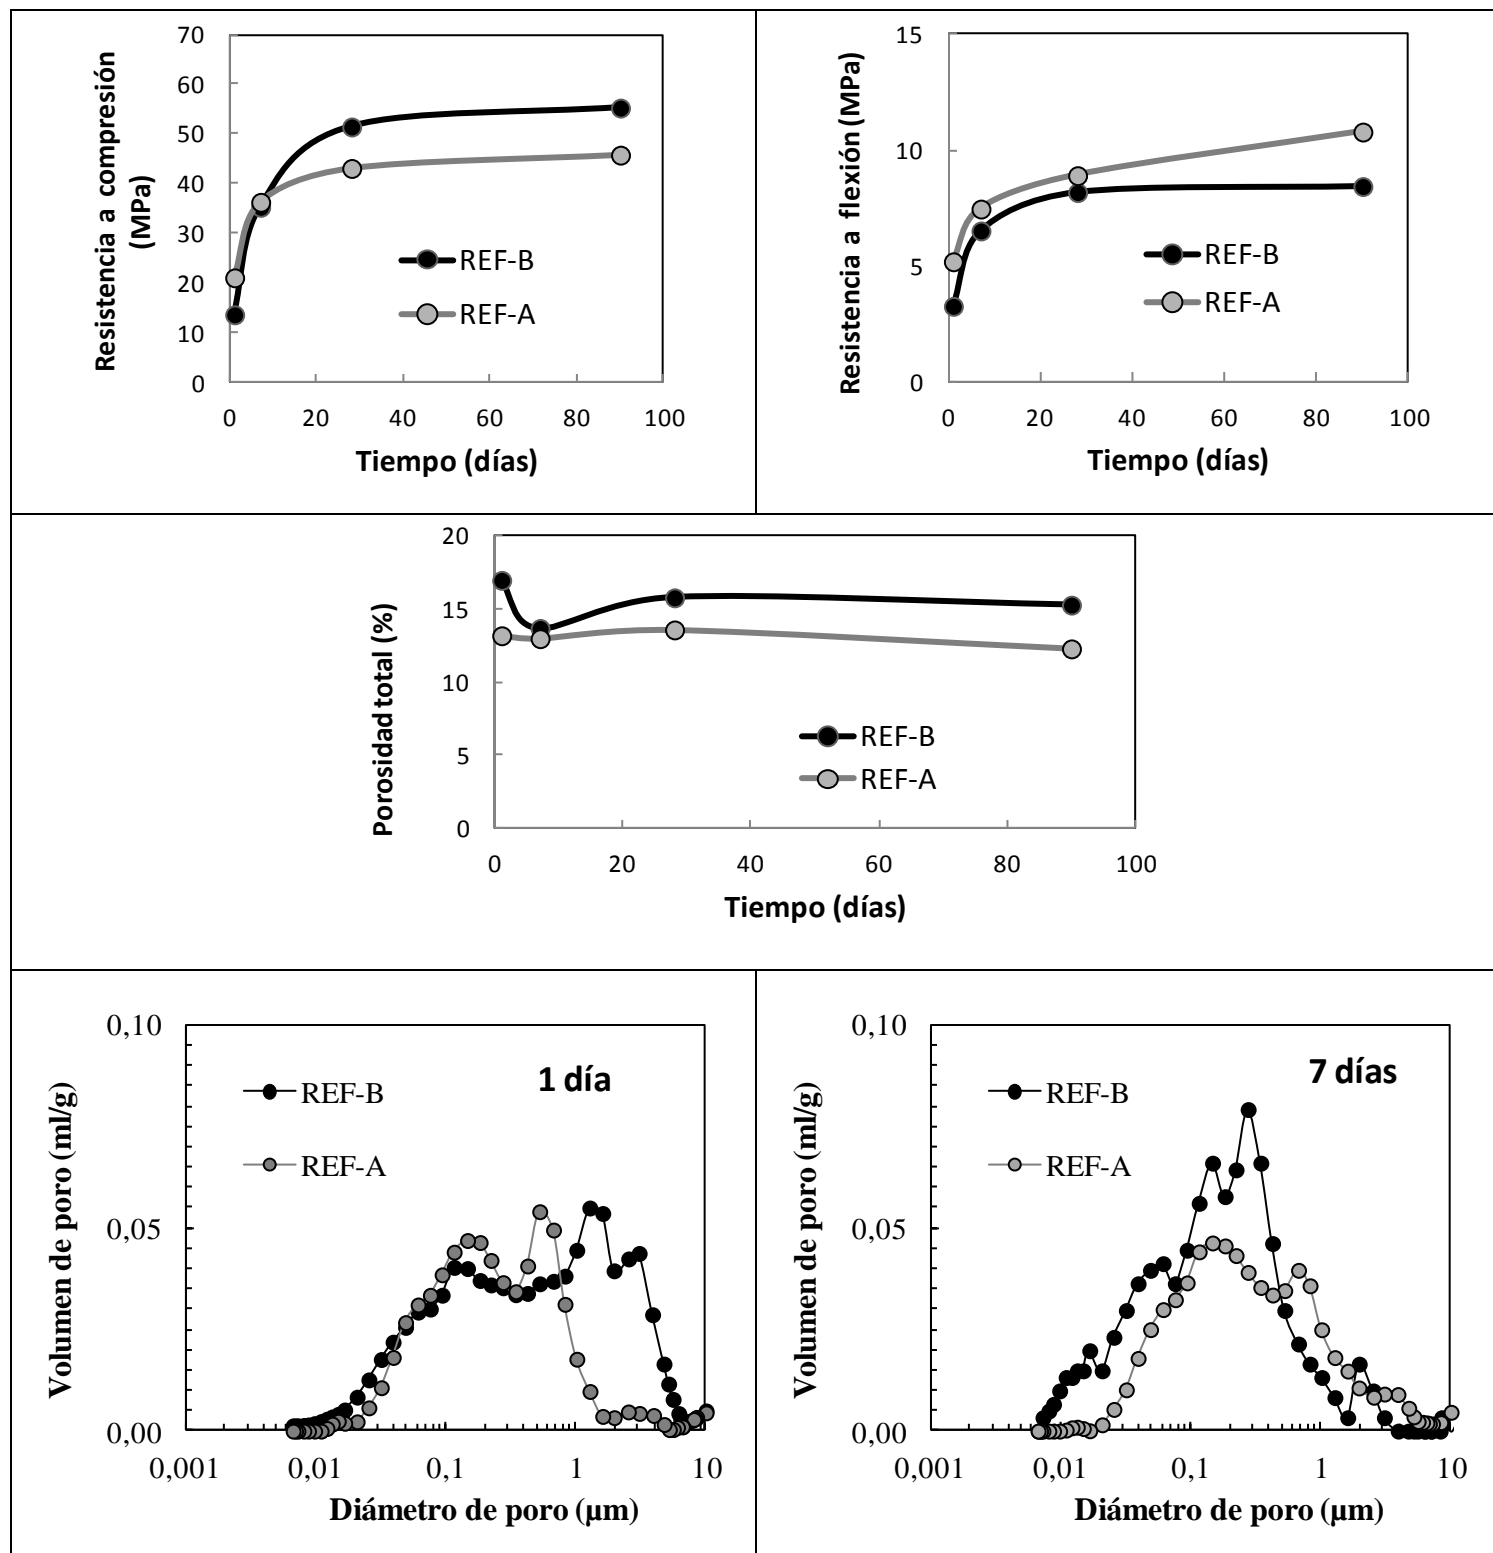 Resistencia a compresión
(MPa)
70
60
50
40
30
20
10
0
0 20 40 60 80 100
Tiempo (días)
REF-B
REF-A
Resistencia a flexión (MPa)
15
10
5
0
0 20 40 60 80 100
Tiempo (días)
REF-B
REF-A
Porosidad total (%)
20
15
10
5
0
0 20 40 60 80 100
Tiempo (días)
REF-B
REF-A
Volumen de poro (ml/g)
0,10
0,05
0,00
0,001 0,01 0,1 1 10
Diámetro de poro (µm)
REF-B
REF-A
1 día
Volumen de poro (ml/g)
0,10
0,05
0,00
0,001 0,01 0,1 1 10
Diámetro de poro (µm)
REF-B
REF-A
7 días